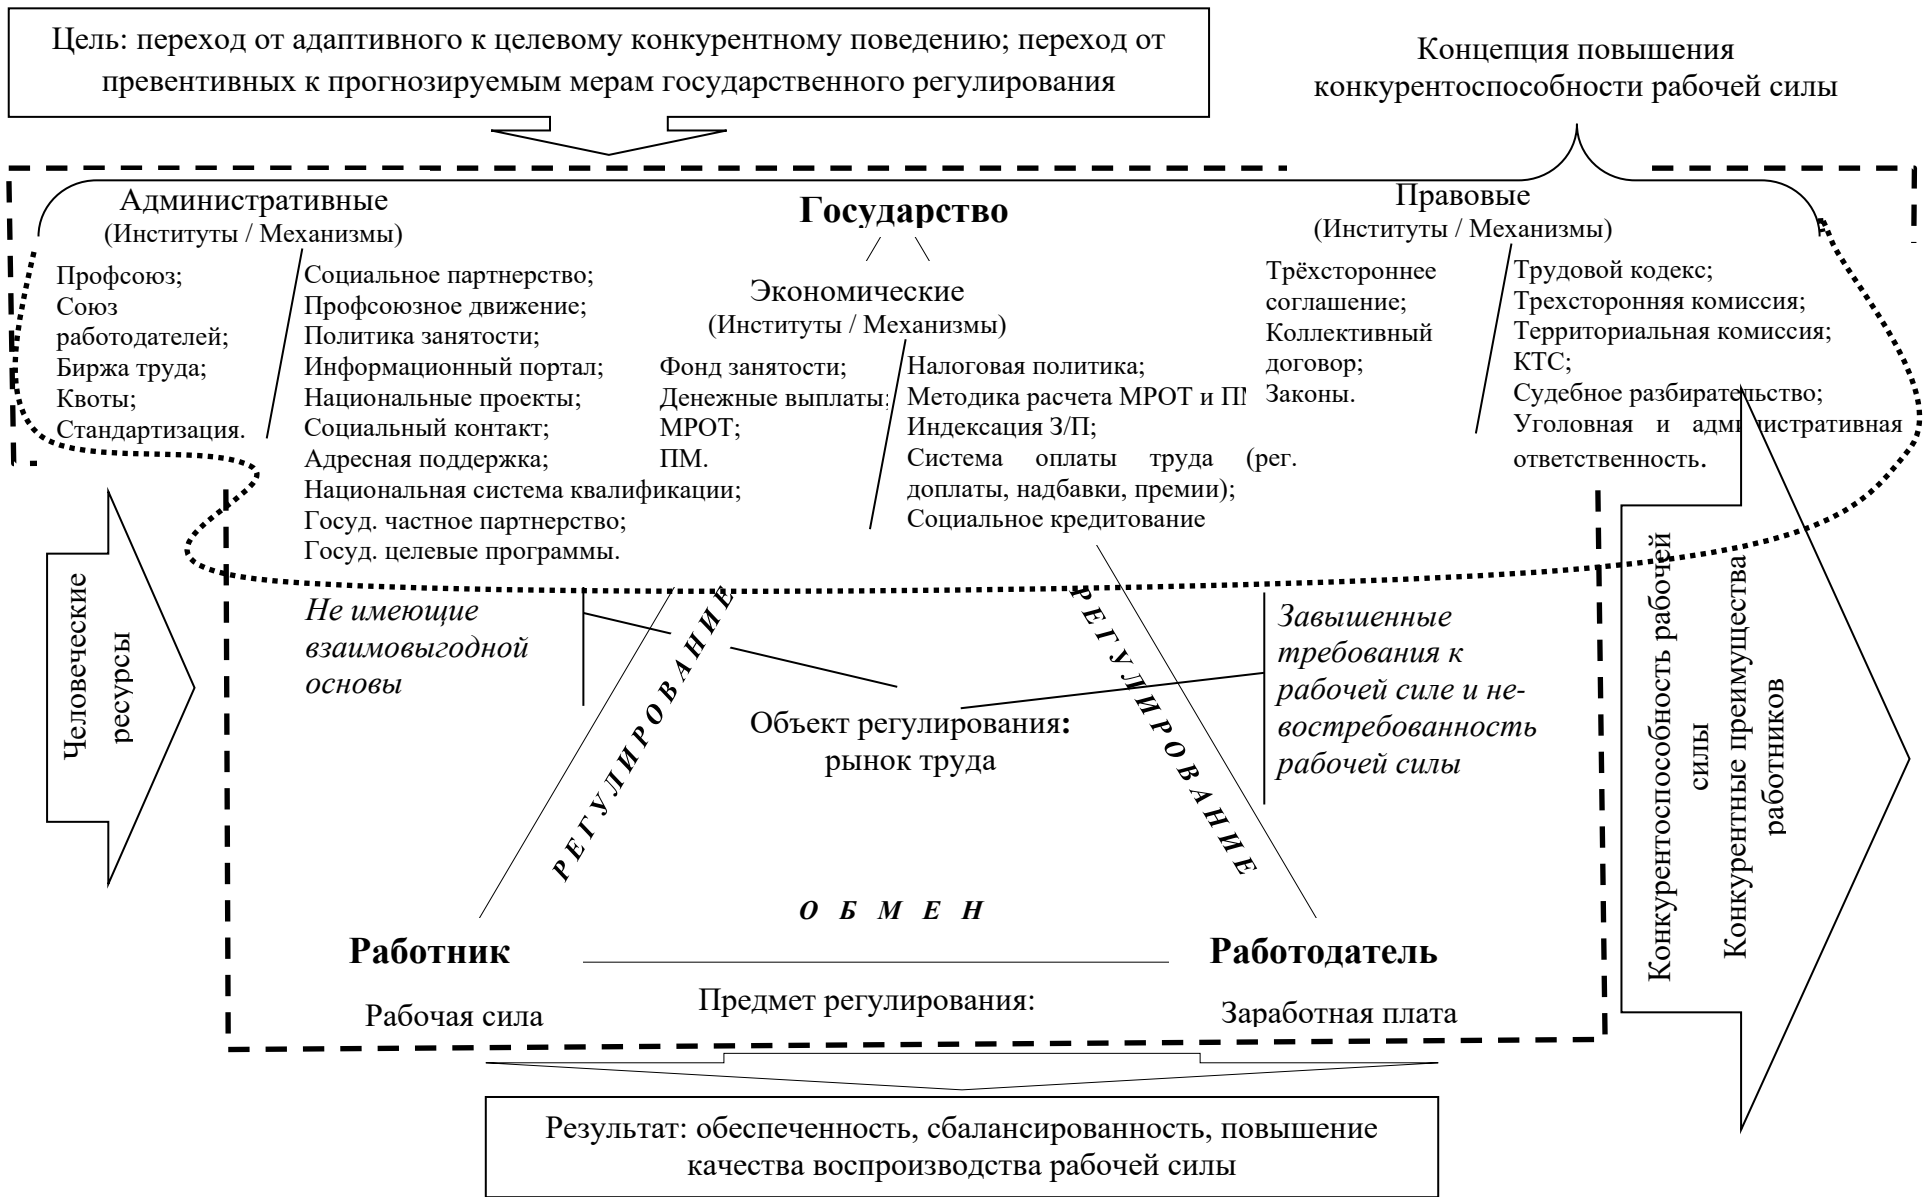 Цель: переход от адаптивного к целевому конкурентному поведению; переход от
превентивных к прогнозируемым мерам государственного регулирования
Концепция повышения
конкурентоспособности рабочей силы
Административные
(Институты / Механизмы)
Профсоюз;
Союз
работодателей;
Биржа труда;
Квоты;
Стандартизация.
Социальное партнерство;
Профсоюзное движение;
Политика занятости;
Информационный портал;
Национальные проекты;
Социальный контакт;
Адресная поддержка;
Национальная система квалификации;
Госуд. частное партнерство;
Госуд. целевые программы.
Государство
Экономические
(Институты / Механизмы)
Фонд занятости;
Денежные выплаты;
МРОТ;
ПМ.
Налоговая политика;
Методика расчета МРОТ и ПМ
Индексация З/П;
Система оплаты труда (рег.
доплаты, надбавки, премии);
Социальное кредитование
Правовые
(Институты / Механизмы)
Трёхстороннее
соглашение;
Коллективный
договор;
Законы.
Трудовой кодекс;
Трехсторонняя комиссия;
Территориальная комиссия;
КТС;
Судебное разбирательство;
Уголовная и административная
ответственность.
Человеческие
ресурсы
Не имеющие
взаимовыгодной
основы
РЕГУЛИРОВАНИЕ
Объект регулирования:
рынок труда
РЕГУЛИРОВАНИЕ
Завышенные
требования к
рабочей силе и не-
востребованность
рабочей силы
Конкурентоспособность рабочей
силы
Конкурентные преимущества
работников
ОБМЕН
Работник
Работодатель
Рабочая сила
Предмет регулирования:
Заработная плата
Результат: обеспеченность, сбалансированность, повышение
качества воспроизводства рабочей силы